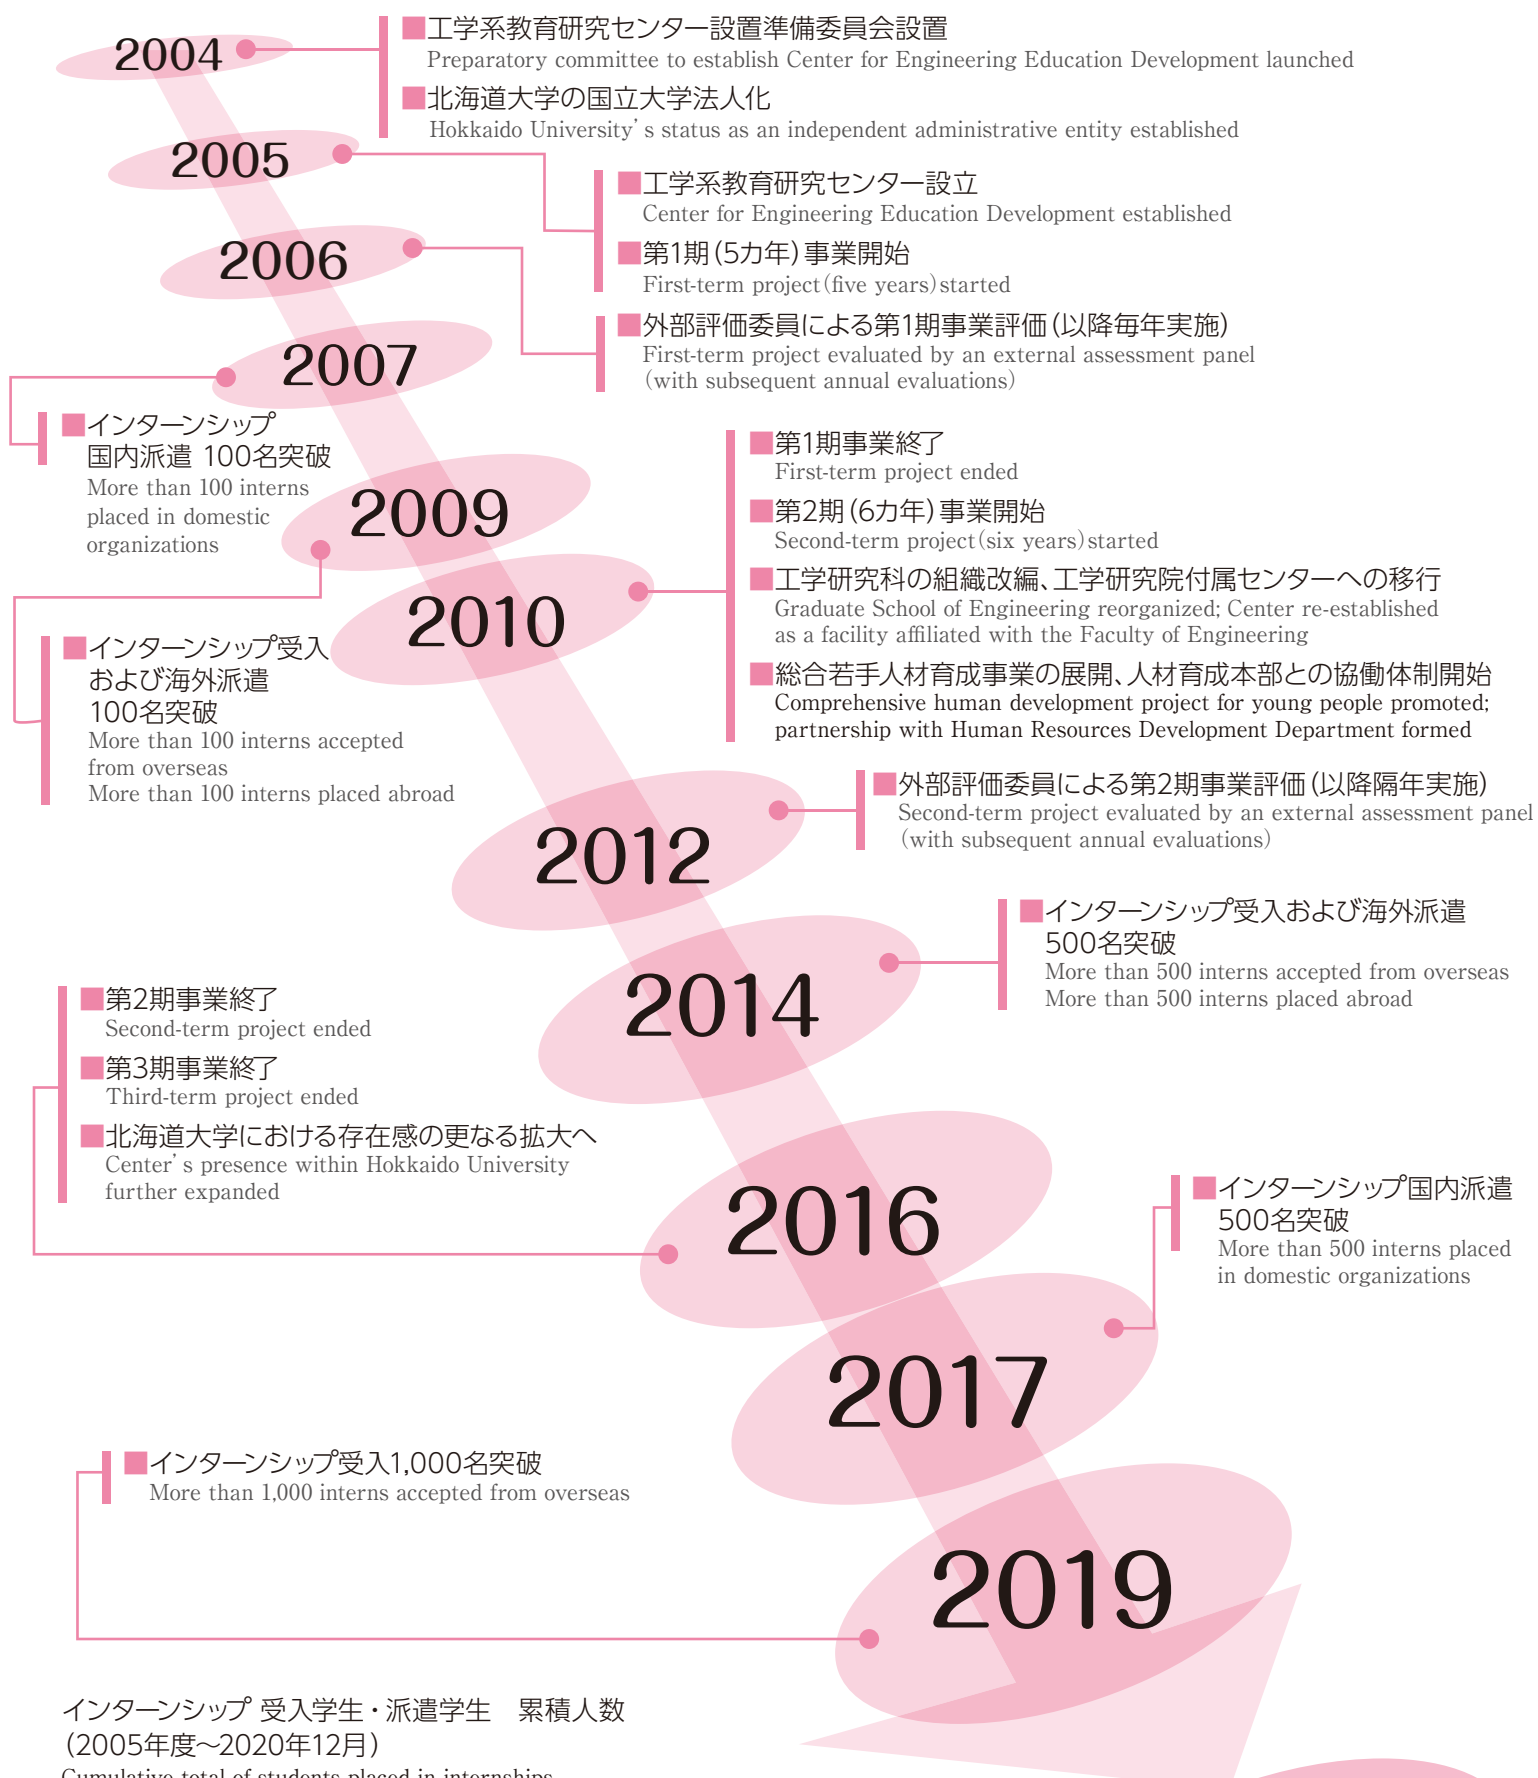 2004
■工学系教育研究センター設置準備委員会設置
Preparatory committee to establish Center for Engineering Education Development launched
■北海道大学の国立大学法人化
Hokkaido University’s status as an independent administrative entity established
2005
■工学系教育研究センター設立
Center for Engineering Education Development established
■第1期(5カ年)事業開始
First-term project(five years)started
2006
■外部評価委員による第1期事業評価(以降毎年実施)
First-term project evaluated by an external assessment panel
(with subsequent annual evaluations)
2007
■インターンシップ
国内派遣 100名突破
More than 100 interns
placed in domestic
organizations
2009
■インターンシップ受入
および海外派遣
100名突破
More than 100 interns accepted
from overseas
More than 100 interns placed abroad
2010
■第1期事業終了
First-term project ended
■第2期(6カ年)事業開始
Second-term project(six years)started
■工学研究科の組織改編、工学研究院付属センターへの移行
Graduate School of Engineering reorganized; Center re-established
as a facility affiliated with the Faculty of Engineering
■総合若手人材育成事業の展開、人材育成本部との協働体制開始
Comprehensive human development project for young people promoted;
partnership with Human Resources Development Department formed
2012
■外部評価委員による第2期事業評価(以降隔年実施)
Second-term project evaluated by an external assessment panel
(with subsequent annual evaluations)
2014
■インターンシップ受入および海外派遣
500名突破
More than 500 interns accepted from overseas
More than 500 interns placed abroad
2016
■第2期事業終了
Second-term project ended
■第3期事業終了
Third-term project ended
■北海道大学における存在感の更なる拡大へ
Center’s presence within Hokkaido University
further expanded
2017
■インターンシップ国内派遣
500名突破
More than 500 interns placed
in domestic organizations
2019
■インターンシップ受入1,000名突破
More than 1,000 interns accepted from overseas
インターンシップ 受入学生・派遣学生　累積人数
(2005年度〜2020年12月)
Cumulative total of students placed in internships